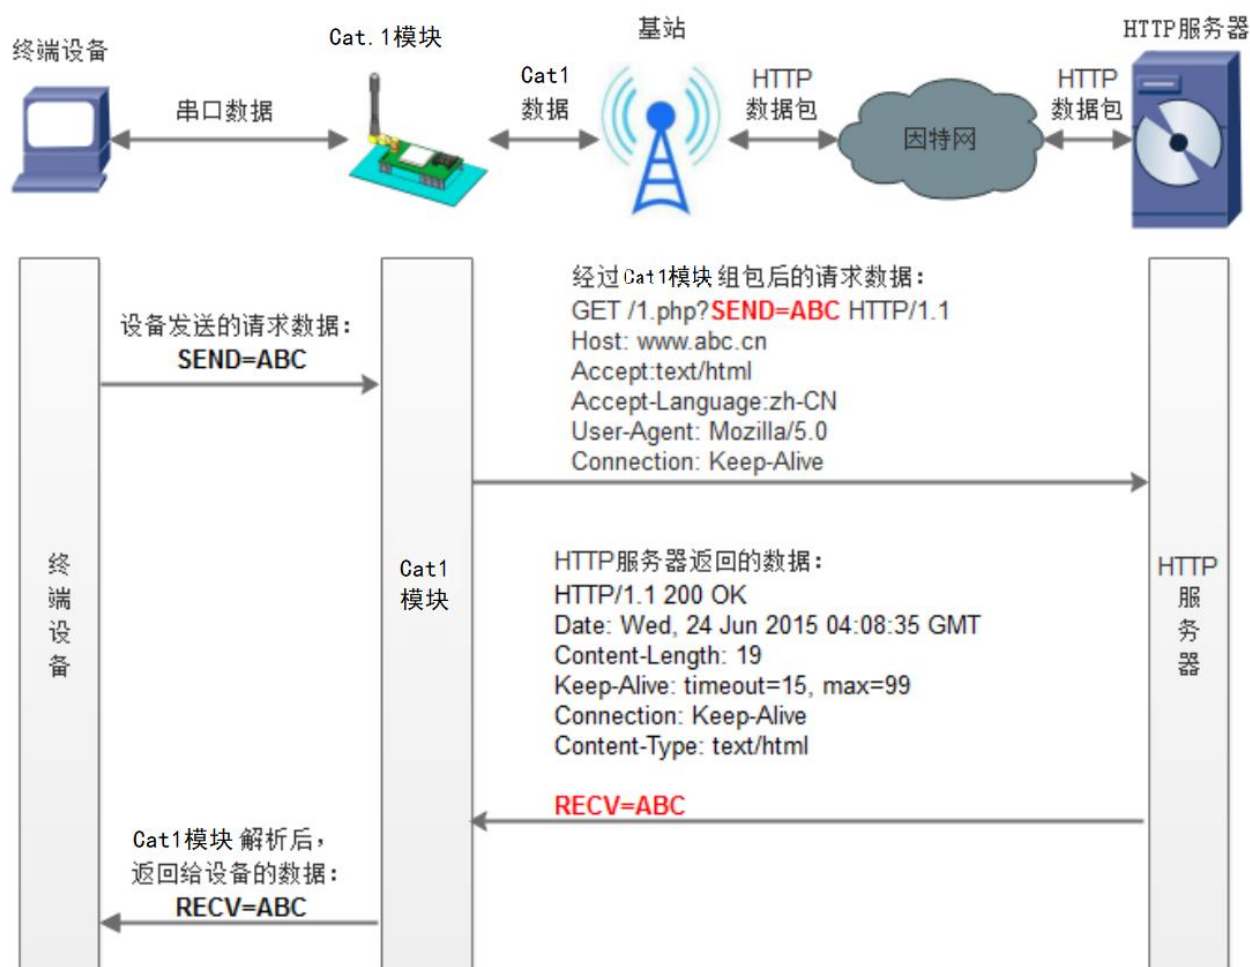 终端设备
Cat.1模块
基站
HTTP服务器
串口数据
Cat1
数据
HTTP
数据包
因特网
HTTP
数据包
设备发送的请求数据：
SEND=ABC
经过Cat1模块组包后的请求数据：
GET /1.php?SEND=ABC HTTP/1.1
Host: www.abc.cn
Accept:text/html
Accept-Language:zh-CN
User-Agent: Mozilla/5.0
Connection: Keep-Alive
终
端
设
备
Cat1
模块
HTTP服务器返回的数据：
HTTP/1.1 200 OK
Date: Wed, 24 Jun 2015 04:08:35 GMT
Content-Length: 19
Keep-Alive: timeout=15, max=99
Connection: Keep-Alive
Content-Type: text/html
RECV=ABC
HTTP
服
务
器
Cat1模块 解析后，
返回给设备的数据：
RECV=ABC